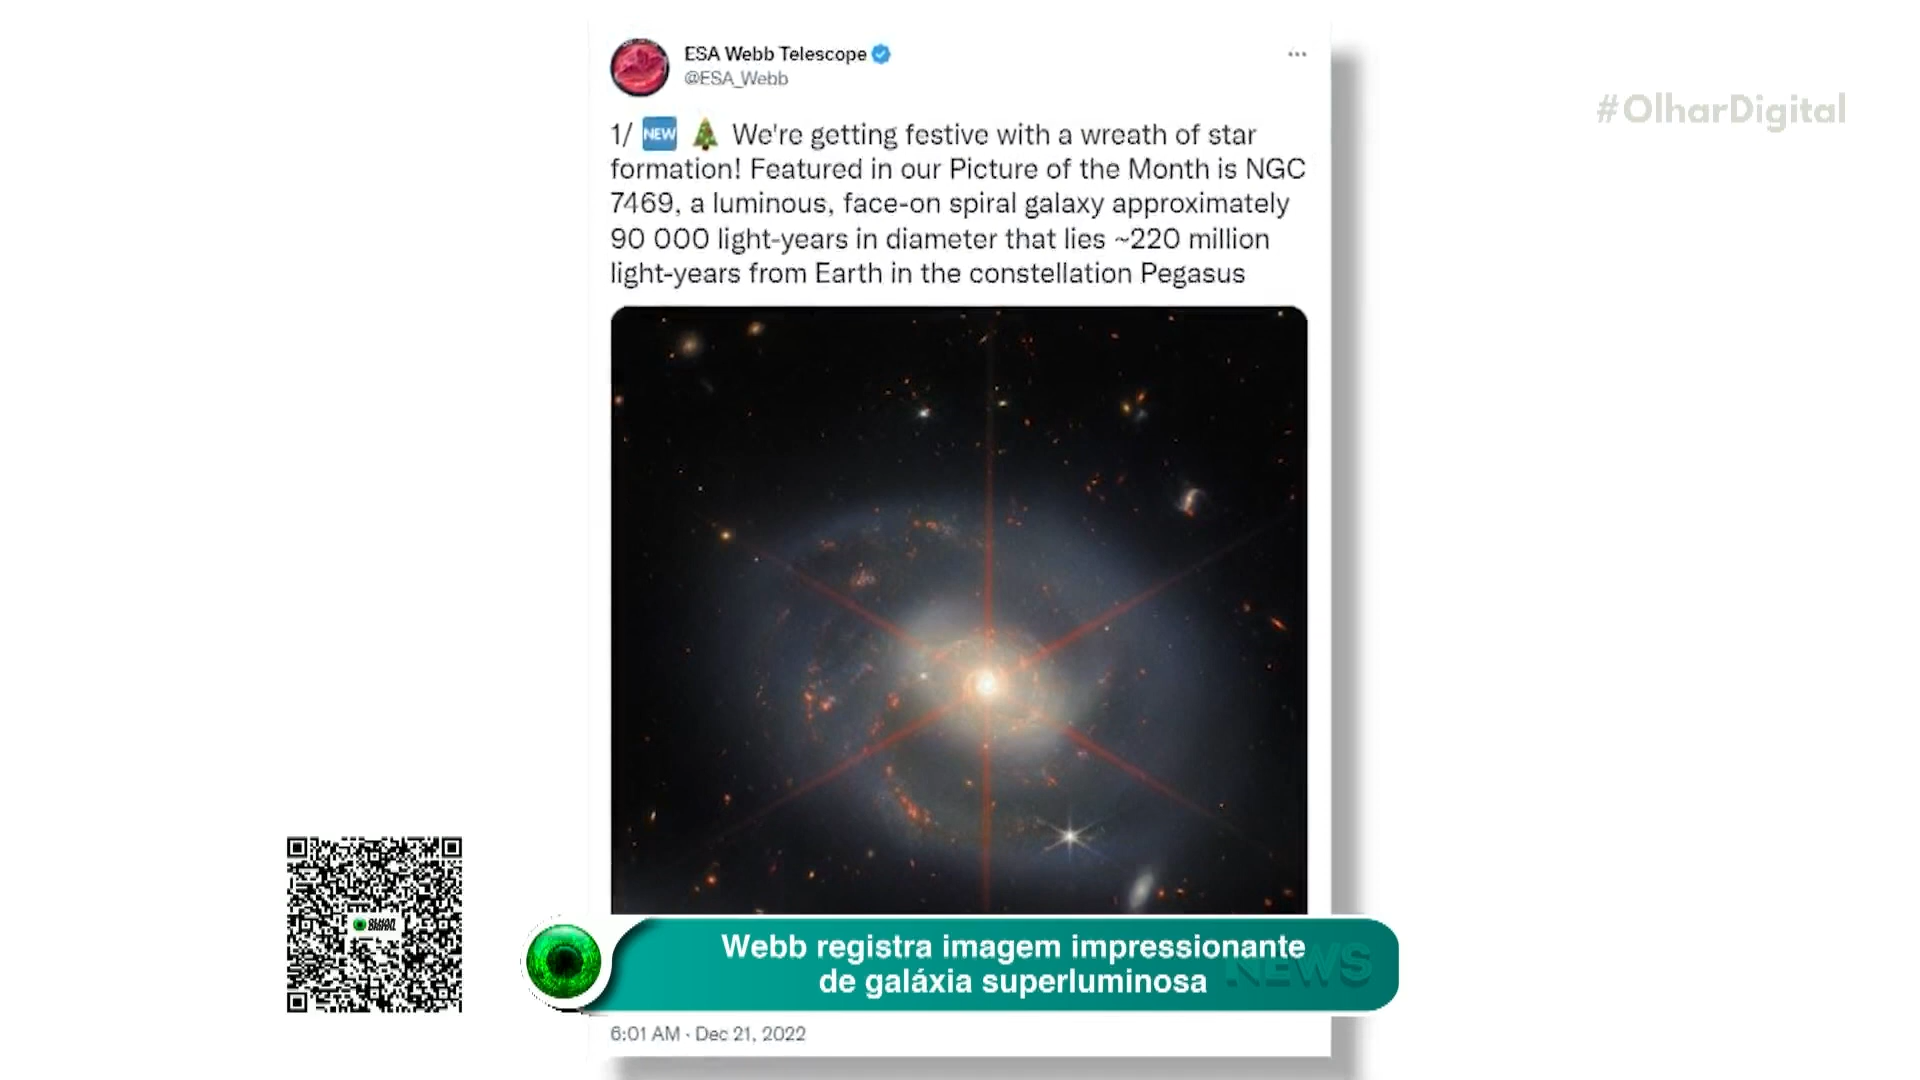 ESA Webb Telescope
@ESA_Webb
#OlharDigital
1/ NEW 🎄 We're getting festive with a wreath of star
formation! Featured in our Picture of the Month is NGC
7469, a luminous, face-on spiral galaxy approximately
90 000 light-years in diameter that lies ~220 million
light-years from Earth in the constellation Pegasus
Webb registra imagem impressionante
de galáxia superluminosa
NEWS
6:01 AM · Dec 21, 2022